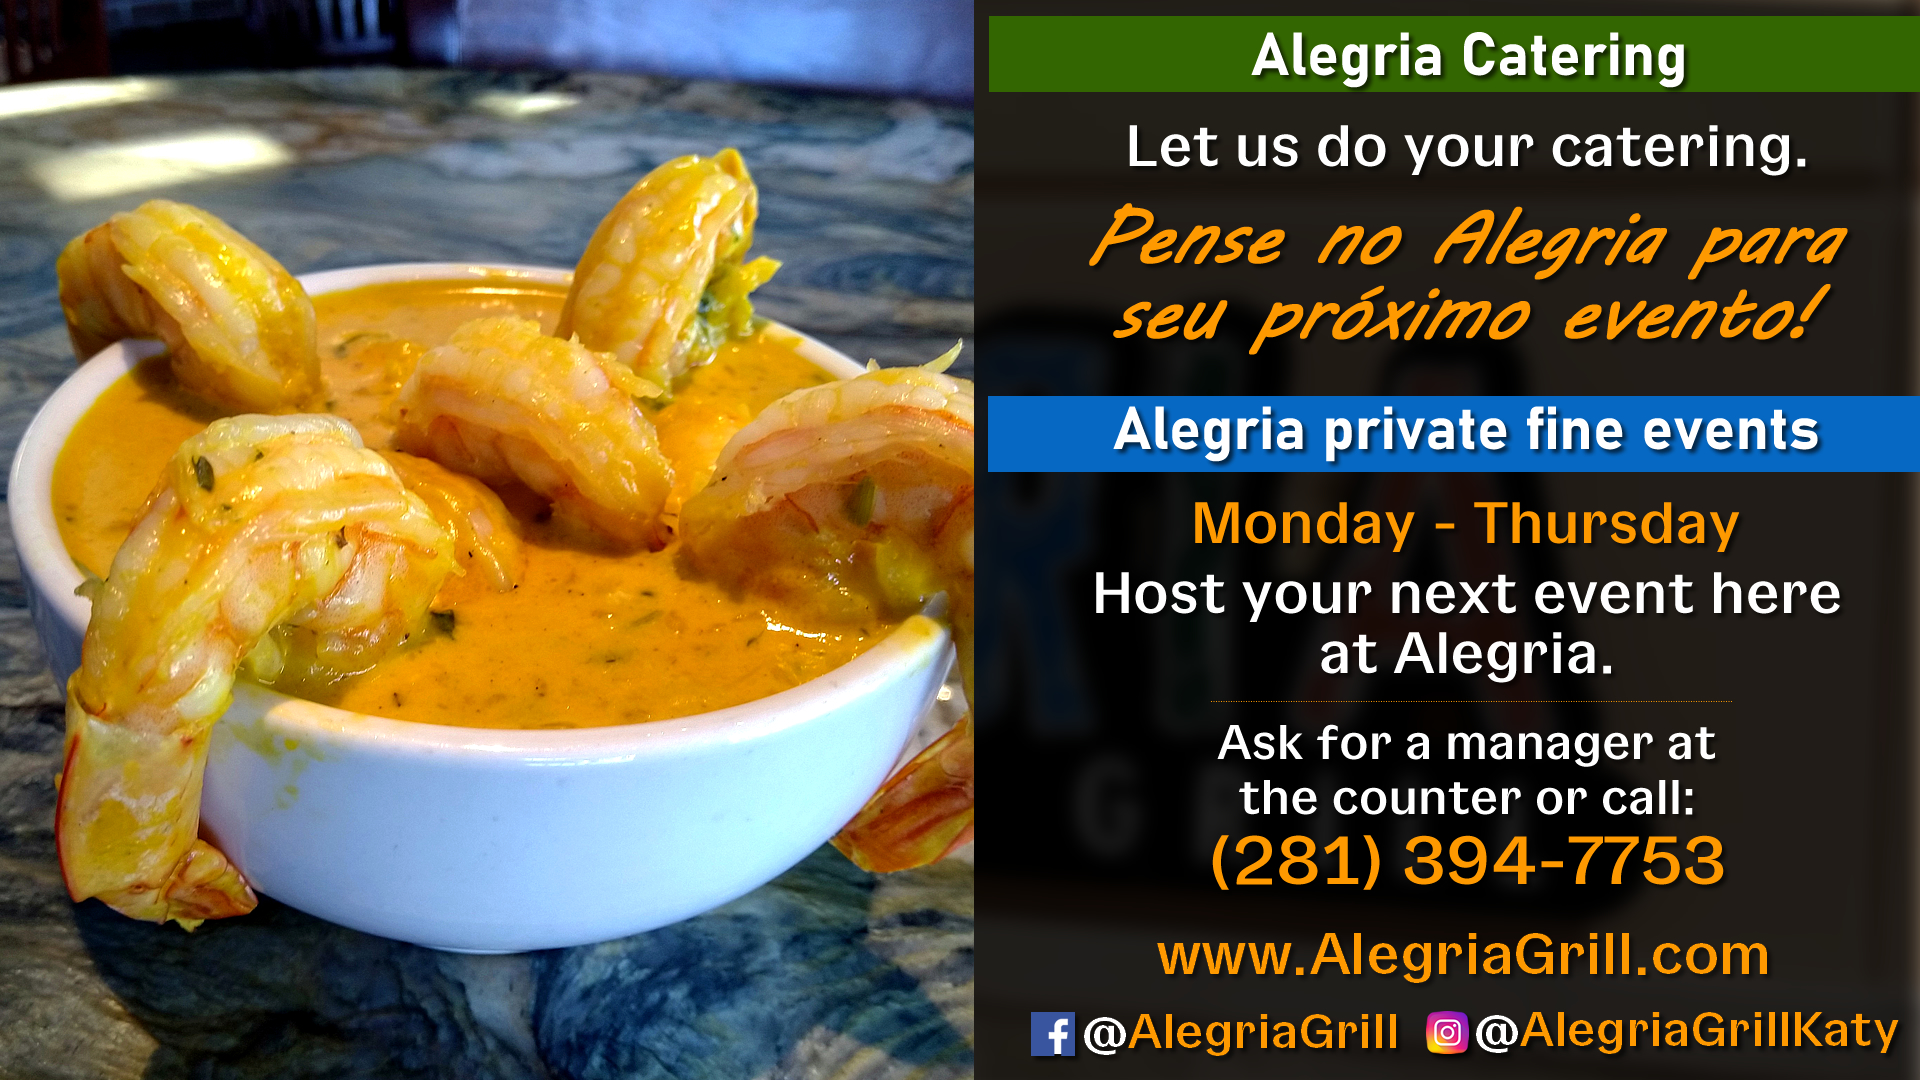 Alegria Catering
Let us do your catering.
Pense no Alegria para
seu próximo evento!
Alegria private fine events
Monday - Thursday
Host your next event here
at Alegria.
Ask for a manager at
the counter or call:
(281) 394-7753
www.AlegriaGrill.com
@AlegriaGrill @AlegriaGrillKaty